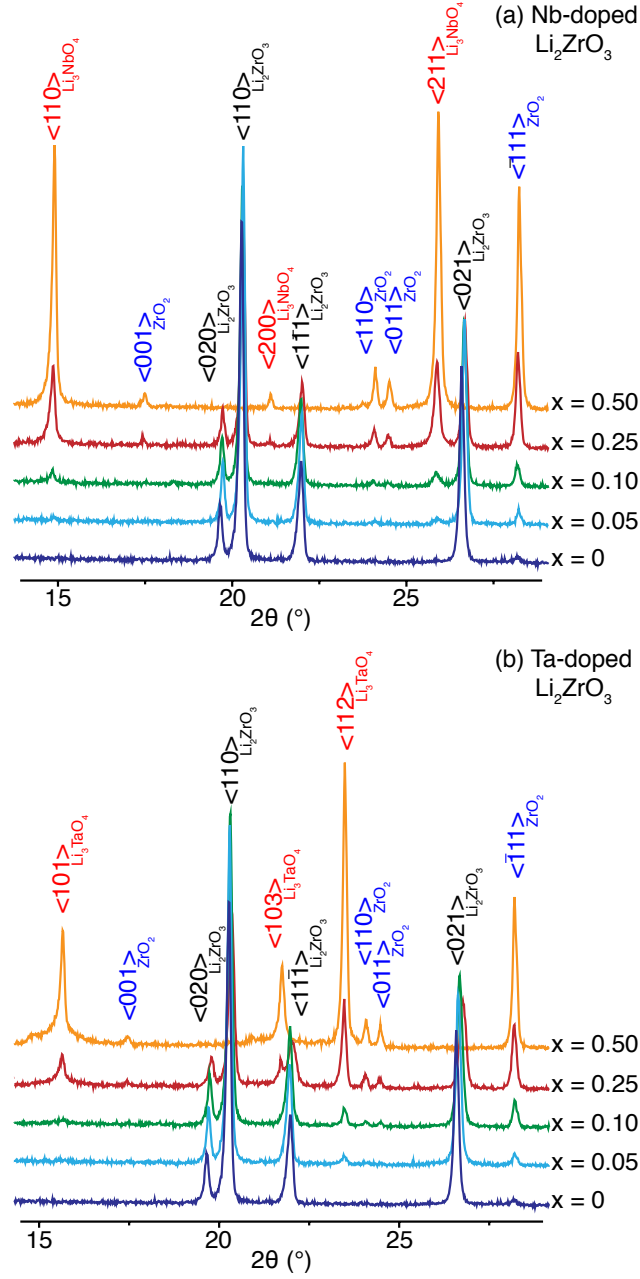 (a) Nb-doped
Li₂ZrO₃
<110>Li₃NbO₄
<001>ZrO₂
<020>Li₂ZrO₃
<110>Li₂ZrO₃
<200>Li₃NbO₄
<11̄1>Li₂ZrO₃
<110>ZrO₂
<011>ZrO₂
<211>Li₃NbO₄
<021>Li₂ZrO₃
<1̄11>ZrO₂
x = 0.50
x = 0.25
x = 0.10
x = 0.05
x = 0
15
20
25
2θ (°)
(b) Ta-doped
Li₂ZrO₃
<101>Li₃TaO₄
<001>ZrO₂
<020>Li₂ZrO₃
<110>Li₂ZrO₃
<103>Li₃TaO₄
<11̄1>Li₂ZrO₃
<112>Li₃TaO₄
<110>ZrO₂
<011>ZrO₂
<021>Li₂ZrO₃
<1̄11>ZrO₂
x = 0.50
x = 0.25
x = 0.10
x = 0.05
x = 0
15
20
25
2θ (°)